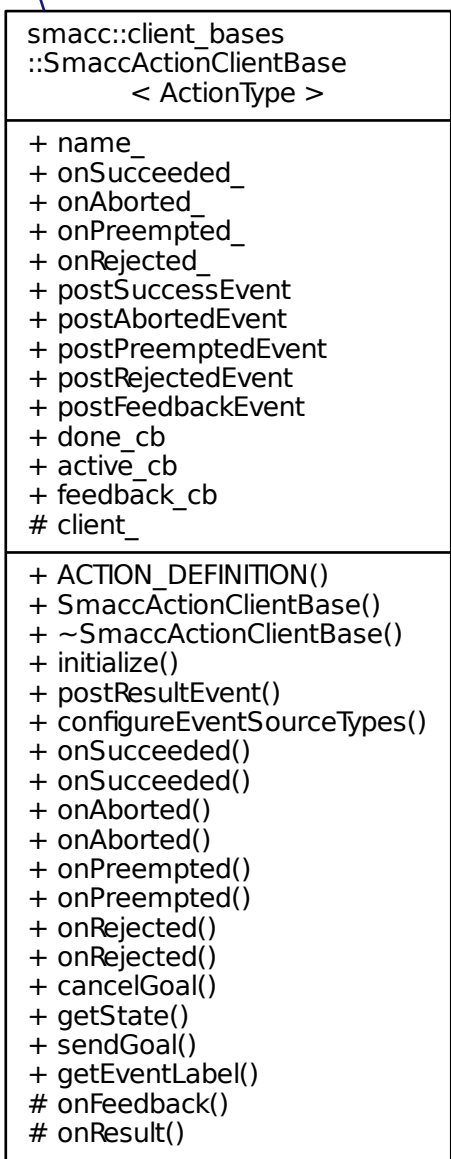 smacc::client_bases
::SmaccActionClientBase
< ActionType >
+ name_
+ onSucceeded_
+ onAborted_
+ onPreempted_
+ onRejected_
+ postSuccessEvent
+ postAbortedEvent
+ postPreemptedEvent
+ postRejectedEvent
+ postFeedbackEvent
+ done_cb
+ active_cb
+ feedback_cb
# client_
+ ACTION_DEFINITION()
+ SmaccActionClientBase()
+ ~SmaccActionClientBase()
+ initialize()
+ postResultEvent()
+ configureEventSourceTypes()
+ onSucceeded()
+ onSucceeded()
+ onAborted()
+ onAborted()
+ onPreempted()
+ onPreempted()
+ onRejected()
+ onRejected()
+ cancelGoal()
+ getState()
+ sendGoal()
+ getEventLabel()
# onFeedback()
# onResult()